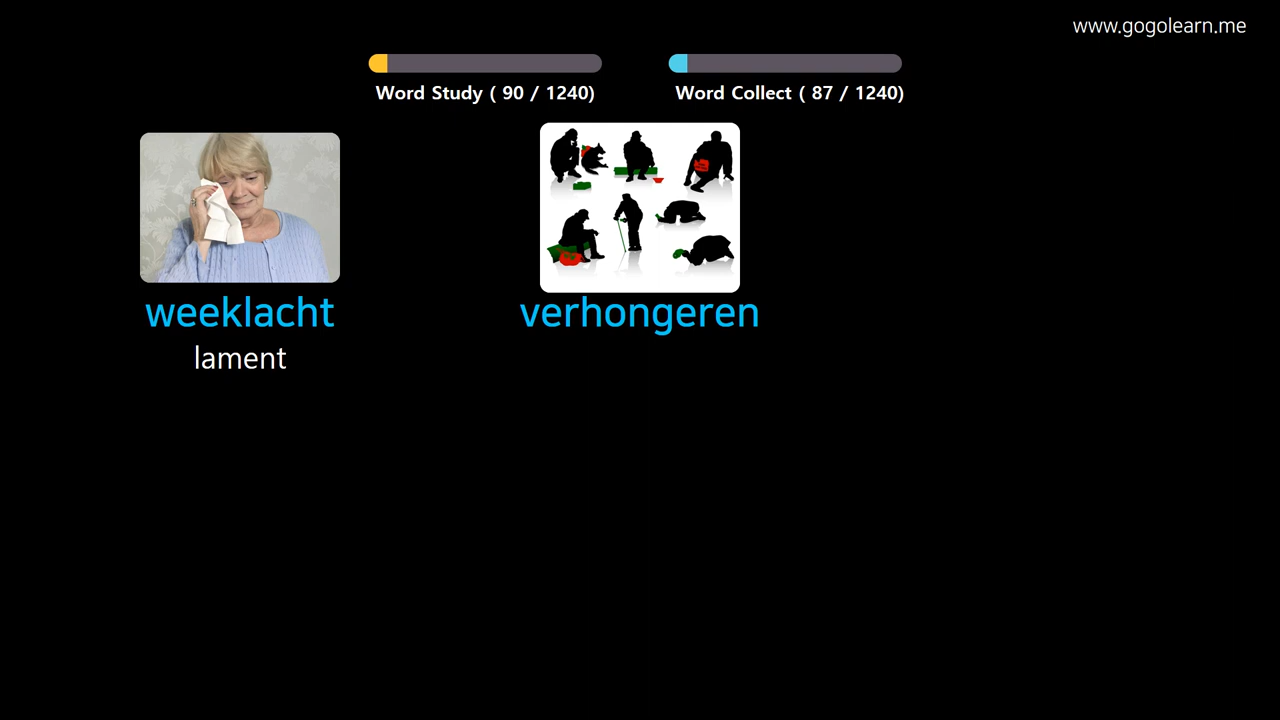 www.gogolearn.me
Word Study ( 90 / 1240)
Word Collect ( 87 / 1240)
weeklacht
lament
verhongeren